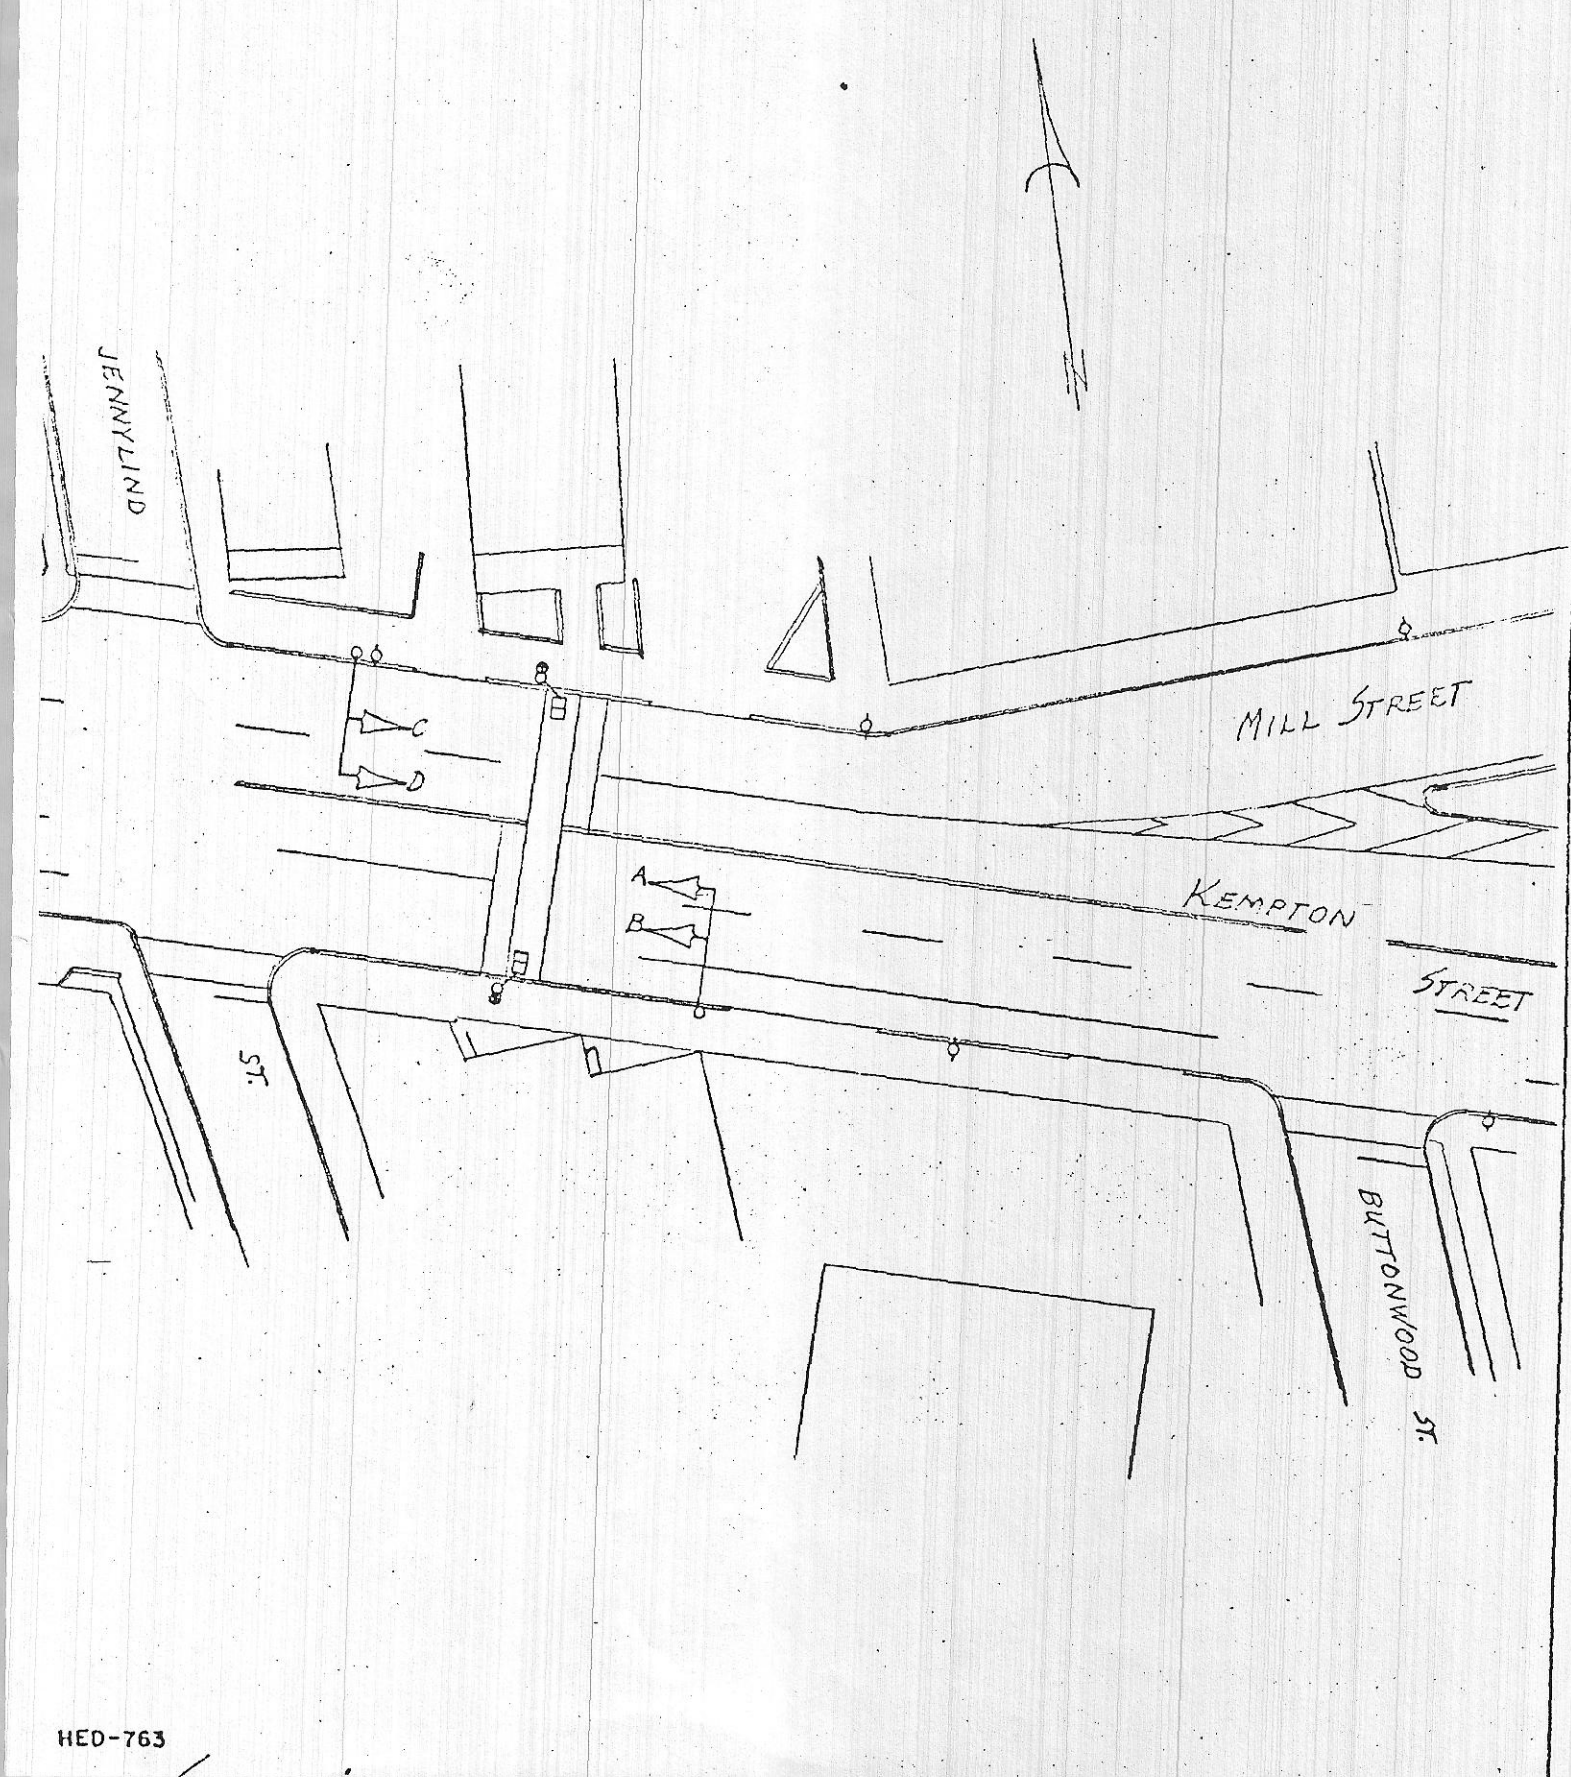 N
JENNYLIND
ST.
MILL STREET
C
D
A
B
KEMPTON
STREET
BUTTONWOOD ST.
HED-763